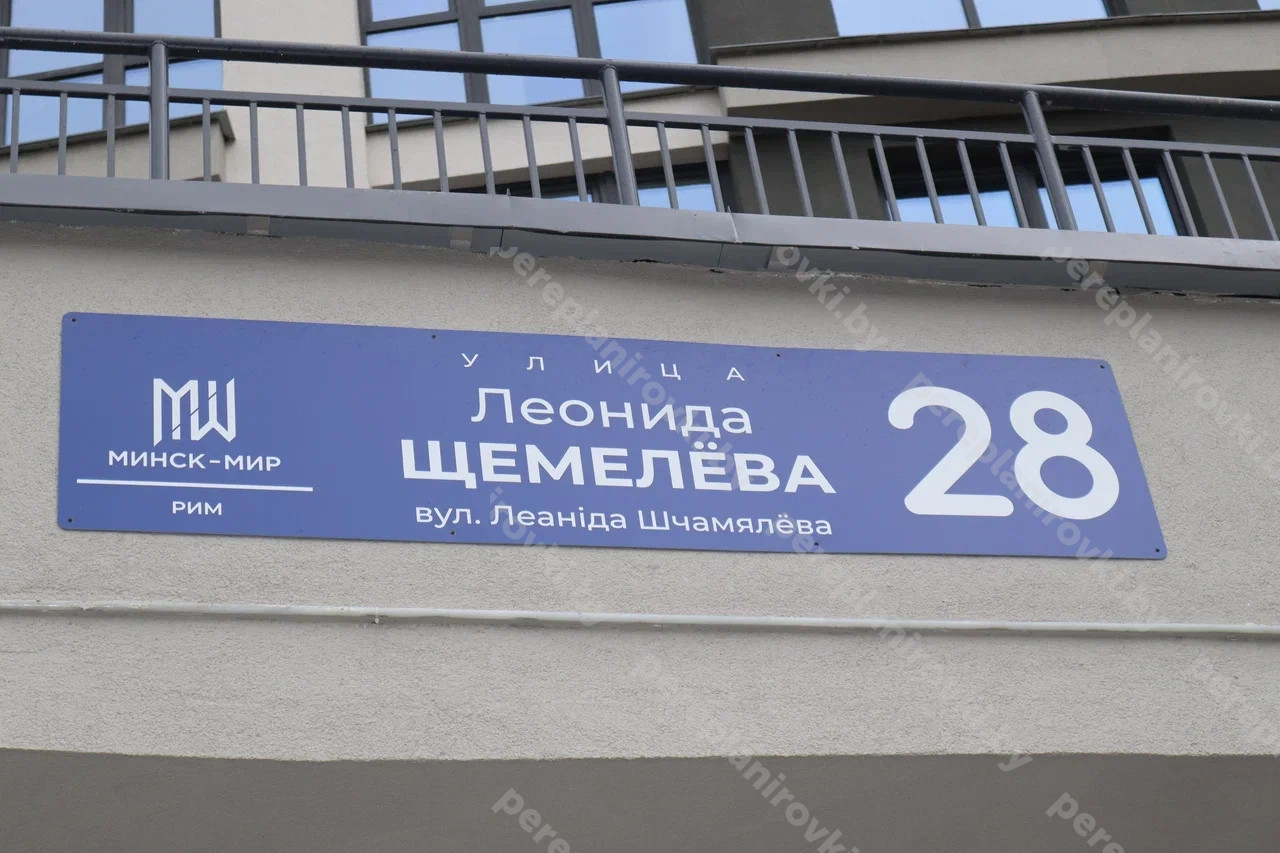 МИНСК-МИР
РИМ
УЛИЦА
Леонида
ЩЕМЕЛЁВА
вул. Леаніда Шчамялёва
28
pereplanirovki.by